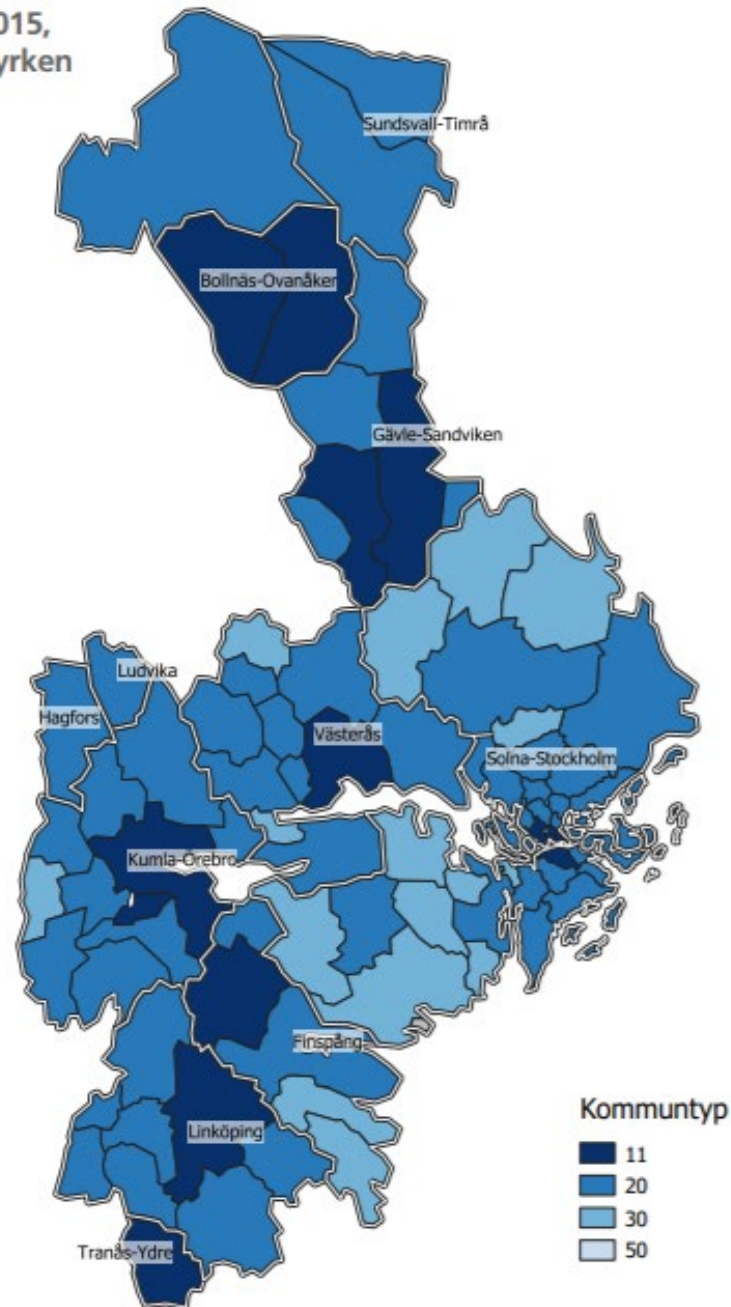 015,
yrken
Sundsvall-Timrå
Bollnäs-Ovanåker
Gävle-Sandviken
Ludvika
Hagfors
Västerås
Solna-Stockholm
Kumla-Örebro
Finspång
Linköping
Tranås-Ydre
Kommuntyp
11
20
30
50